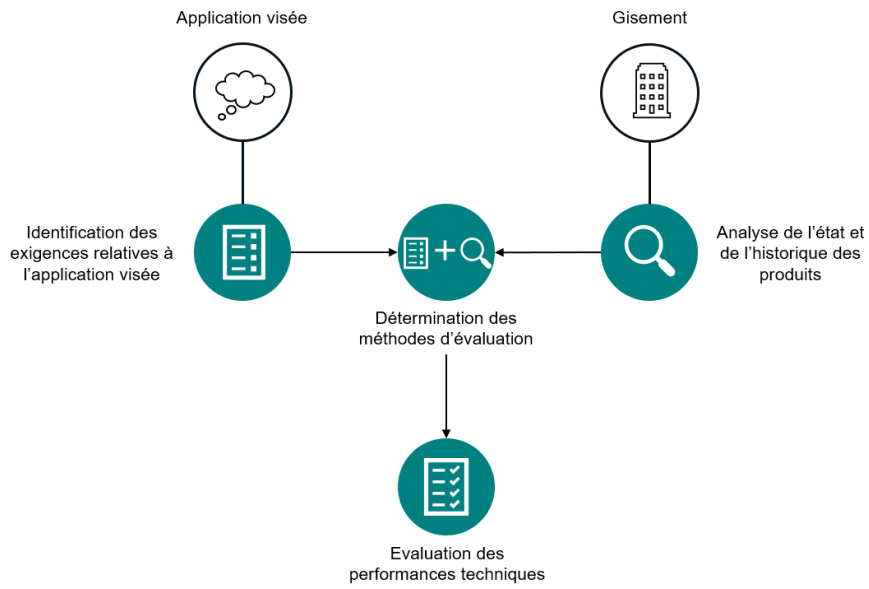 Application visée
Gisement
Identification des
exigences relatives à
l’application visée
Analyse de l’état et
de l’historique des
produits
Détermination des
méthodes d’évaluation
Evaluation des
performances techniques